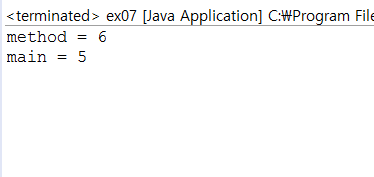 <terminated> ex07 [Java Application] C:₩Program File
method = 6
main = 5